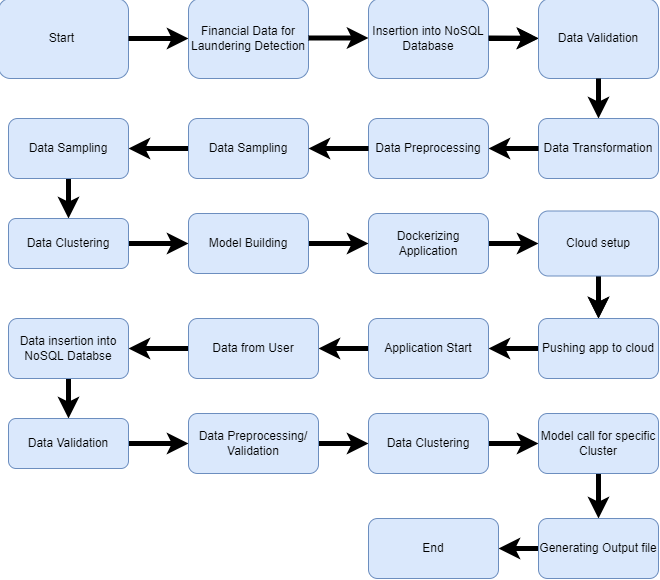 Start
Financial Data for
Laundering Detection
Insertion into NoSQL
Database
Data Validation
Data Transformation
Data Preprocessing
Data Sampling
Data Sampling
Data Clustering
Model Building
Dockerizing
Application
Cloud setup
Pushing app to cloud
Application Start
Data from User
Data insertion into
NoSQL Databse
Data Validation
Data Preprocessing/
Validation
Data Clustering
Model call for specific
Cluster
Generating Output file
End